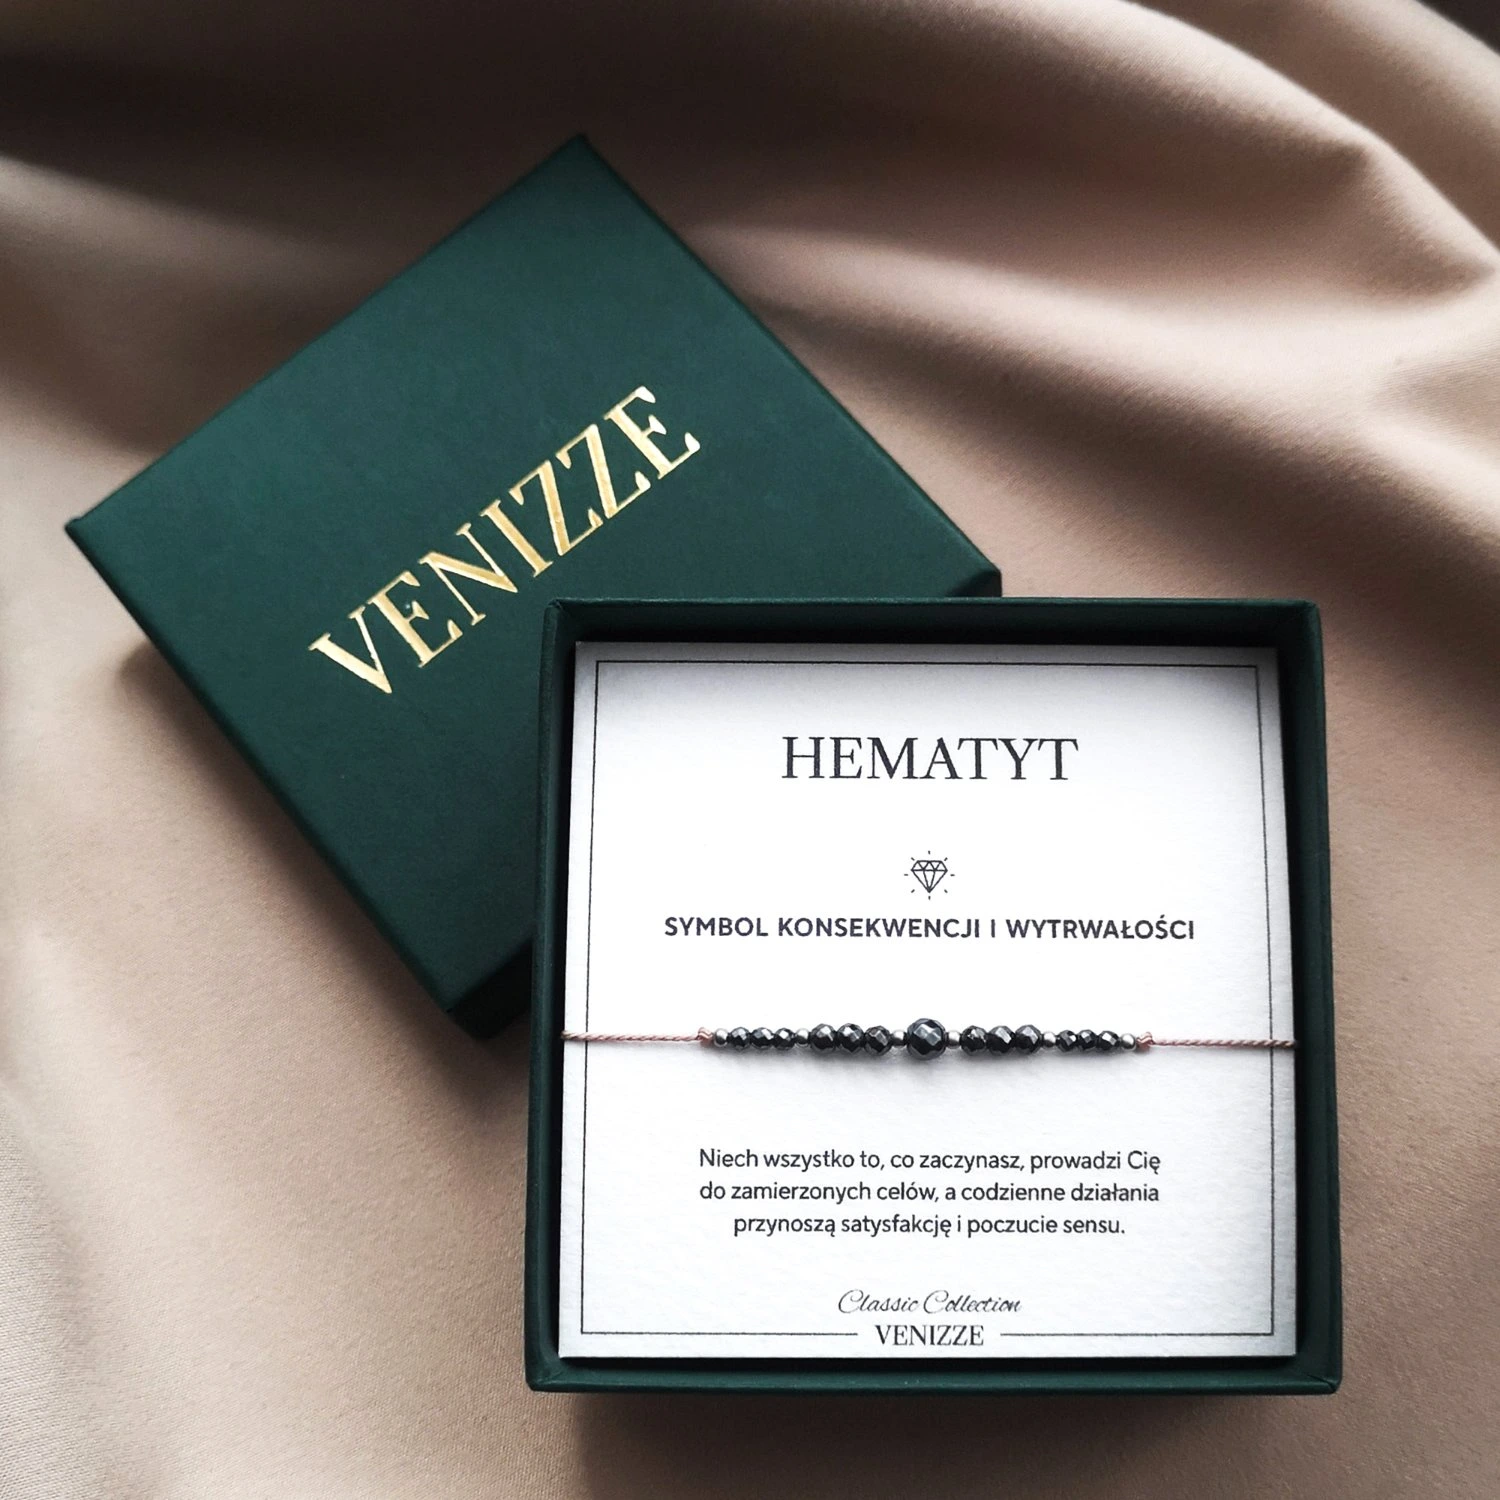 VENIZZE
HEMATYT
SYMBOL KONSEKWENCJI I WYTRWAŁOŚCI
Niech wszystko to, co zaczynasz, prowadzi Cię
do zamierzonych celów, a codzienne działania
przynoszą satysfakcję i poczucie sensu.
Classic Collection
VENIZZE